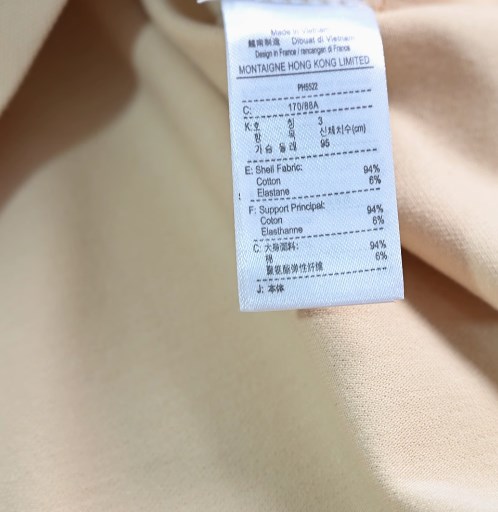 Made in Vietnam
越南制造 Dibuat di Vietnam
Design in France / rancangan di Francis
MONTAIGNE HONG KONG LIMITED
PH5522
C: 170/88A
K: 호 칭 3
항 목 신체치수(cm)
가슴 둘레 95
E: Shell Fabric: 94%
Cotton 6%
Elastane
F: Support Principal: 94%
Coton 6%
Elasthanne
C: 大身面料: 94%
棉 6%
聚氨酯弹性纤维
J: 本体